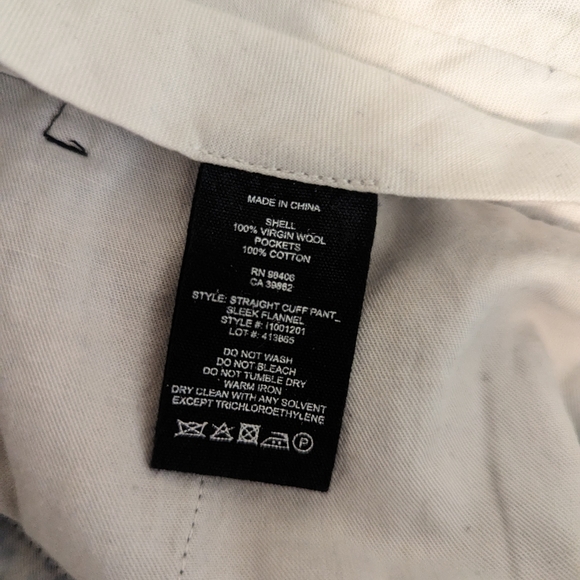 MADE IN CHINA
SHELL
100% VIRGIN WOOL
POCKETS
100% COTTON
RN 98406
CA 39862
STYLE: STRAIGHT CUFF PANT_
SLEEK FLANNEL
STYLE #: I1001201
LOT #: 413865
DO NOT WASH
DO NOT BLEACH
DO NOT TUMBLE DRY
WARM IRON
DRY CLEAN WITH ANY SOLVENT
EXCEPT TRICHLOROETHYLENE
P